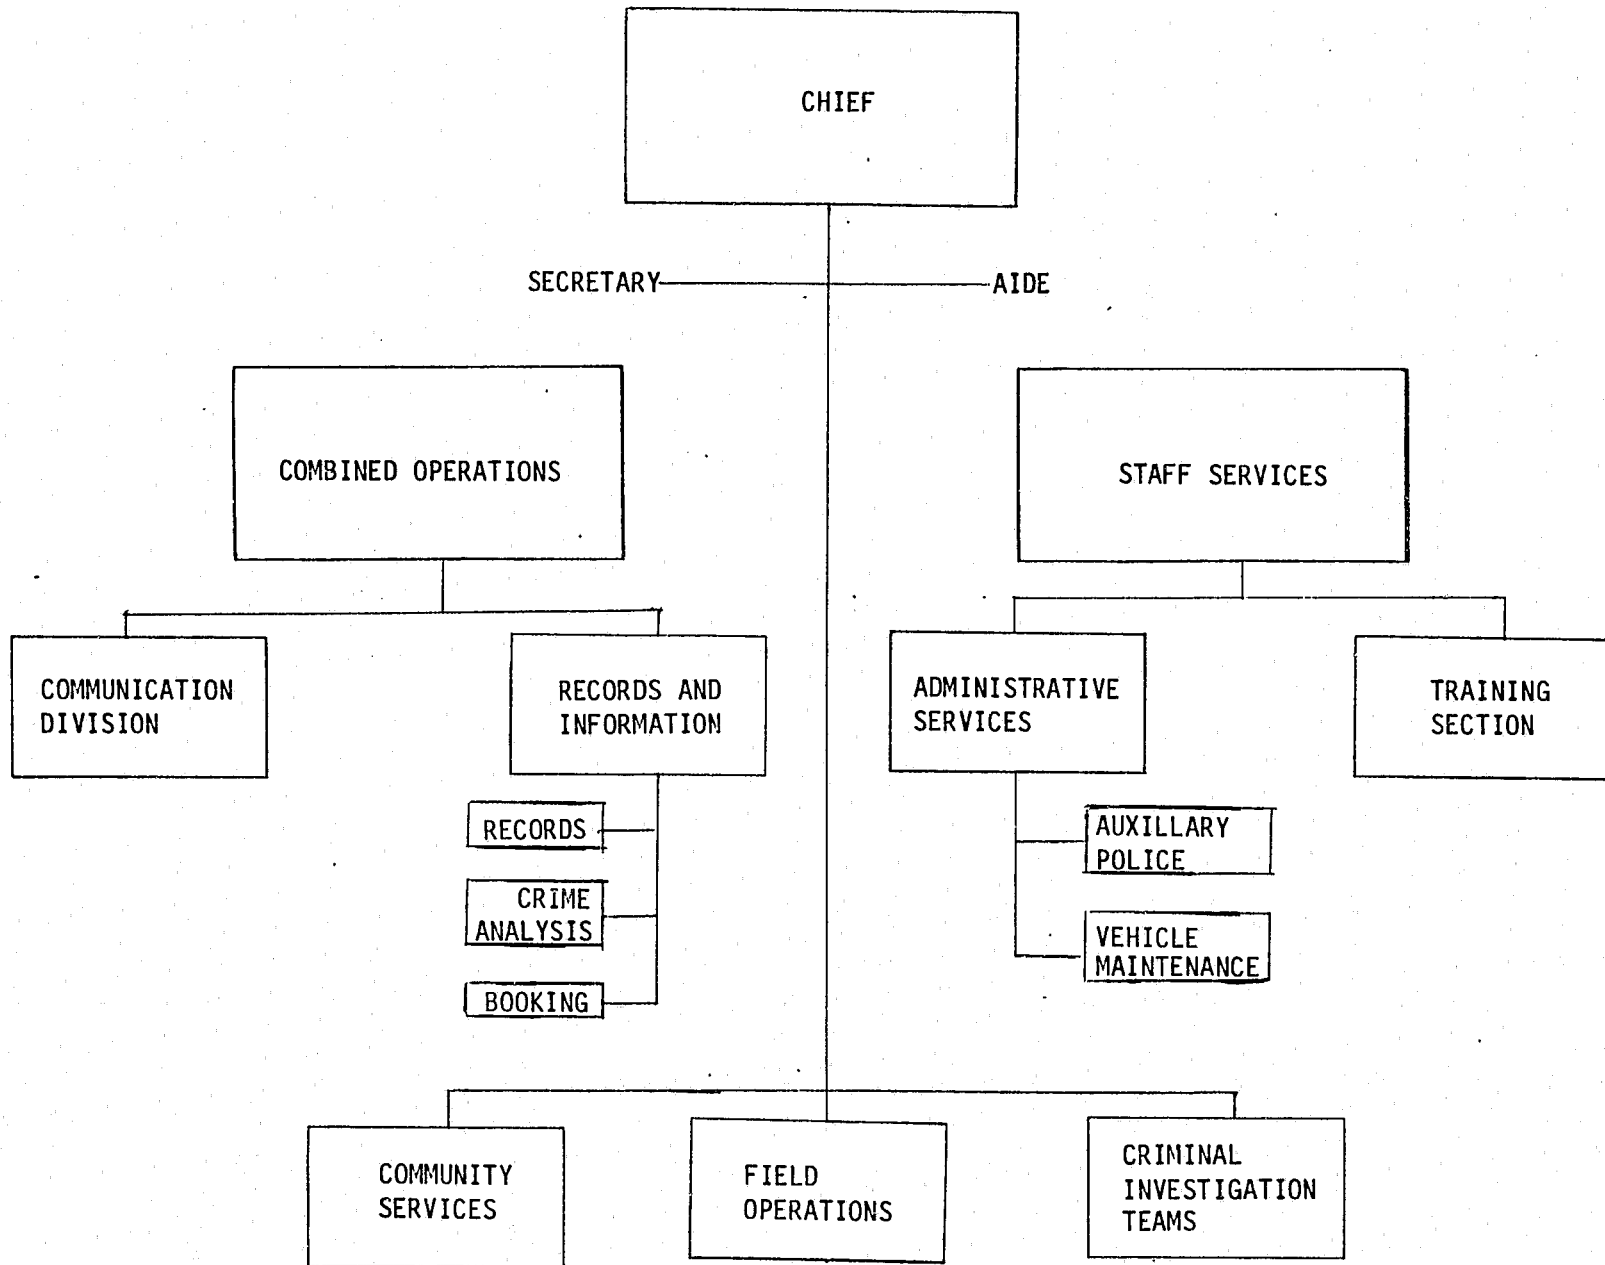 CHIEF
SECRETARY
AIDE
COMBINED OPERATIONS
STAFF SERVICES
COMMUNICATION
DIVISION
RECORDS AND
INFORMATION
ADMINISTRATIVE
SERVICES
TRAINING
SECTION
RECORDS
CRIME
ANALYSIS
BOOKING
AUXILLARY
POLICE
VEHICLE
MAINTENANCE
COMMUNITY
SERVICES
FIELD
OPERATIONS
CRIMINAL
INVESTIGATION
TEAMS